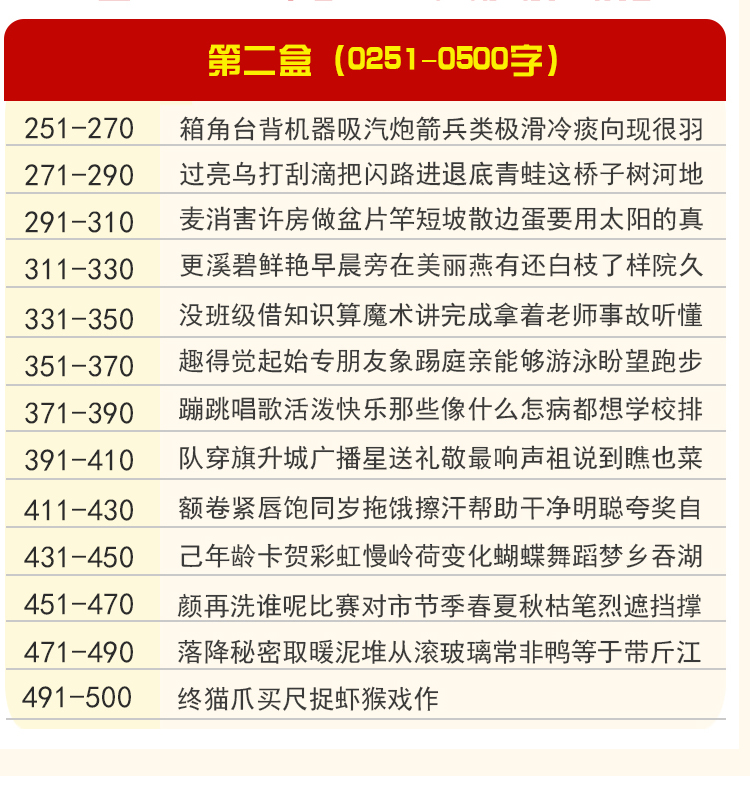 第二盒（0251-0500字）
251-270 箱角台背机器吸汽炮箭兵类极滑冷痰向现很羽
271-290 过亮乌打刮滴把闪路进退底青蛙这桥子树河地
291-310 麦消害许房做盆片竿短坡散边蛋要用太阳的真
311-330 更溪碧鲜艳早晨旁在美丽燕有还白枝了样院久
331-350 没班级借知识算魔术讲完成拿着老师事故听懂
351-370 趣得觉起始专朋友象踢庭亲能够游泳盼望跑步
371-390 蹦跳唱歌活泼快乐那些像什么怎病都想学校排
391-410 队穿旗升城广播星送礼敬最响声祖说到瞧也菜
411-430 额卷紧唇饱同岁拖饿擦汗帮助干净明聪夸奖自
431-450 己年龄卡贺彩虹慢岭荷变化蝴蝶舞蹈梦乡吞湖
451-470 颜再洗谁呢比赛对市节季春夏秋枯笔烈遮挡撑
471-490 落降秘密取暖泥堆从滚玻璃常非鸭等于带斤江
491-500 终猫爪买尺捉虾猴戏作